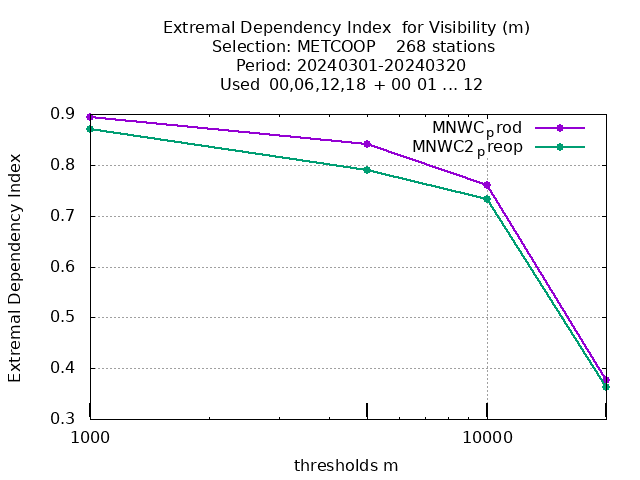 Extremal Dependency Index  for Visibility (m)
Selection: METCOOP    268 stations
Period: 20240301-20240320
Used  00,06,12,18 + 00 01 ... 12
MNWCprod
MNWC2preop
Extremal Dependency Index
0.9
0.8
0.7
0.6
0.5
0.4
0.3
1000
10000
thresholds m